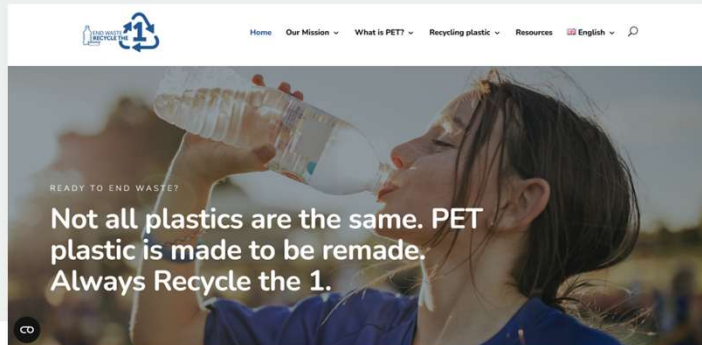 END WASTE
RECYCLE THE 1
Home
Our Mission
What is PET?
Recycling plastic
Resources
English
READY TO END WASTE?
Not all plastics are the same. PET
plastic is made to be remade.
Always Recycle the 1.